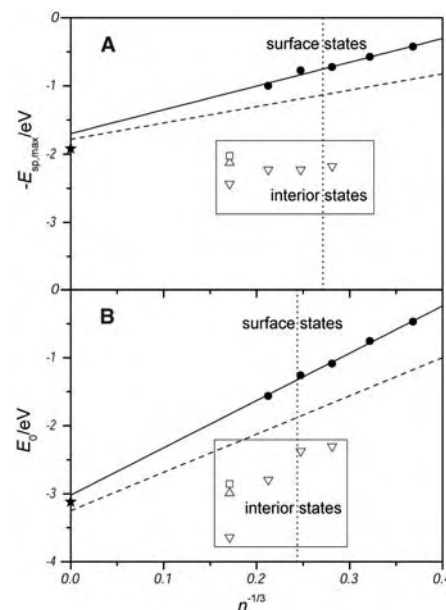 -0
A
surface states
-1
-E_sp,max/eV
-2
interior states
-3
0
B
surface states
-1
E_0/eV
-2
-3
interior states
-4
0.0 0.1 0.2 0.3 0.4
n^-1/3